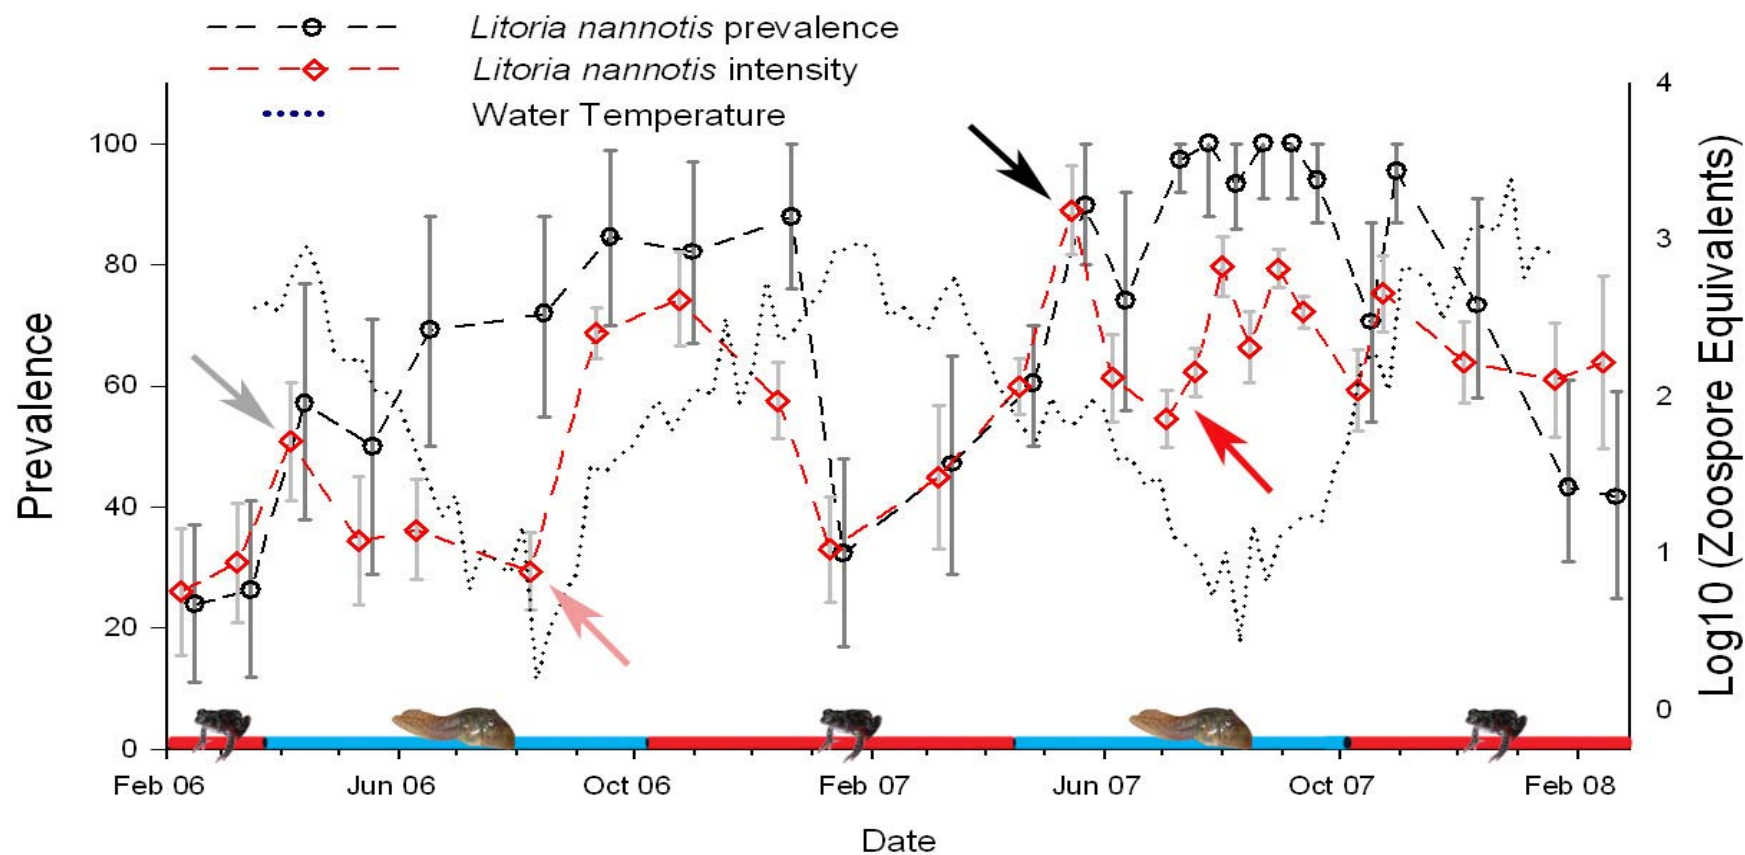 Litoria nannotis prevalence
Litoria nannotis intensity
Water Temperature
Prevalence
100
80
60
40
20
0
4
3
2
1
0
Log10 (Zoospore Equivalents)
Feb 06
Jun 06
Oct 06
Feb 07
Jun 07
Oct 07
Feb 08
Date